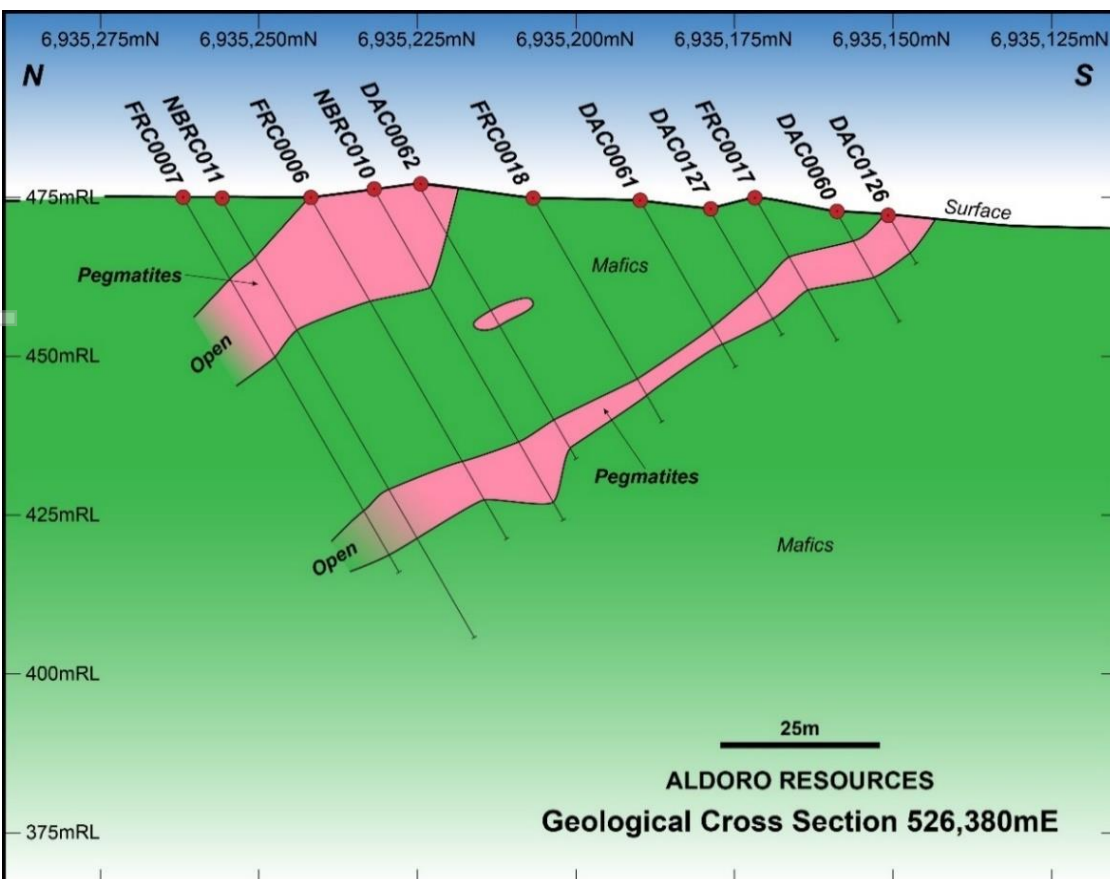 6,935,275mN 6,935,250mN 6,935,225mN 6,935,200mN 6,935,175mN 6,935,150mN 6,935,125mN
N S
FRC0007 NBRC011 FRC0006 NBRC010 DAC0062 FRC0018 DAC0061 DAC0127 FRC0017 DAC0060 DAC0126
475mRL
Surface
Pegmatites
Mafics
Open
450mRL
Pegmatites
425mRL
Open
Mafics
400mRL
25m
ALDORO RESOURCES
Geological Cross Section 526,380mE
375mRL